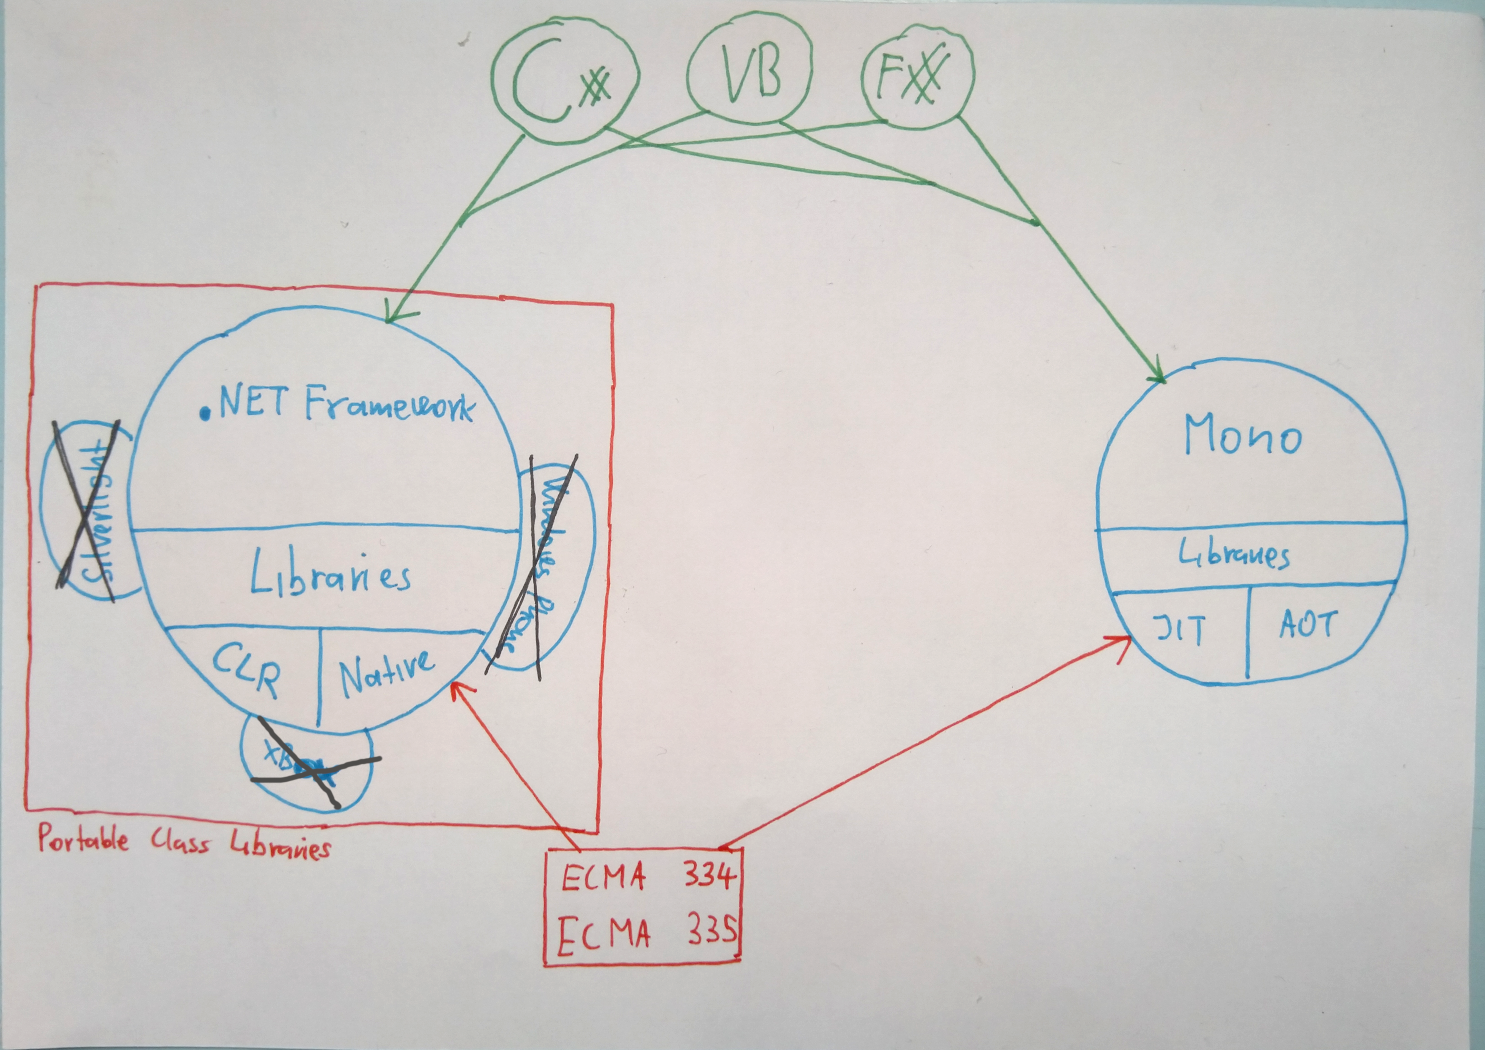 C#
VB
F#
.NET Framework
Silverlight
Windows Phone
Libraries
CLR
Native
XBOX
Portable Class Libraries
Mono
Libraries
JIT
AOT
ECMA 334
ECMA 335